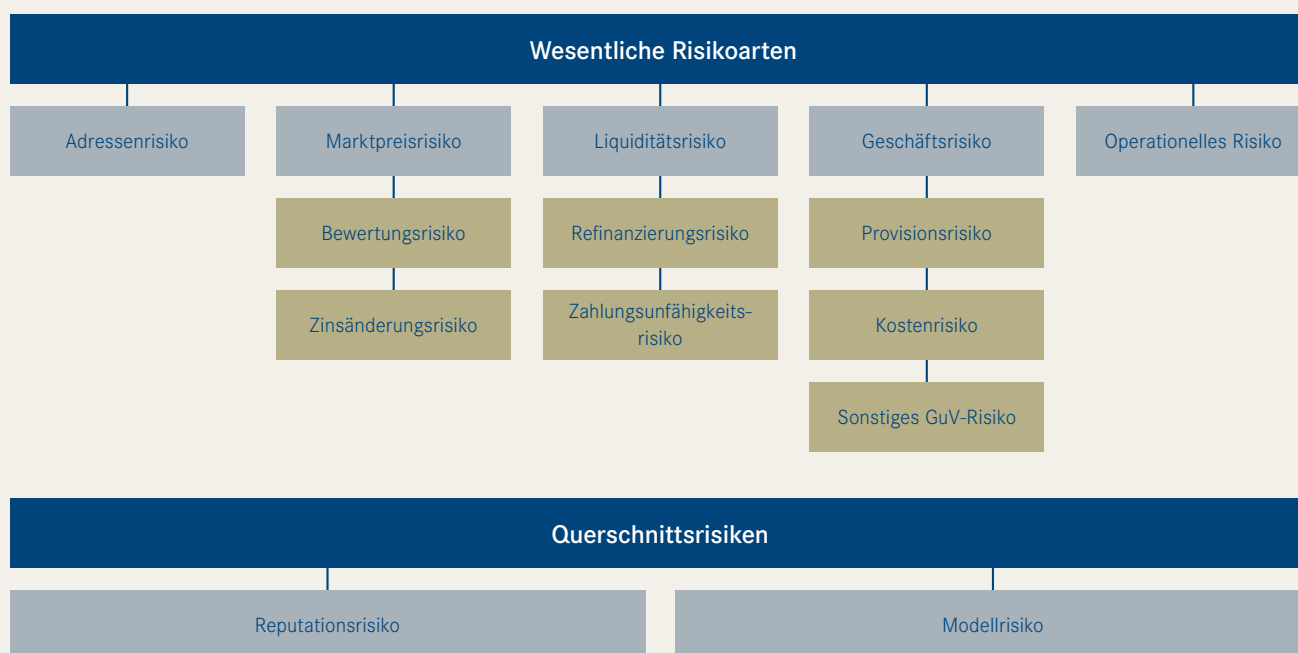 Wesentliche Risikoarten
Adressenrisiko
Marktpreisrisiko
Liquiditätsrisiko
Geschäftsrisiko
Operationelles Risiko
Bewertungsrisiko
Refinanzierungsrisiko
Provisionsrisiko
Zinsänderungsrisiko
Zahlungsunfähigkeits-
risiko
Kostenrisiko
Sonstiges GuV-Risiko
Querschnittsrisiken
Reputationsrisiko
Modellrisiko